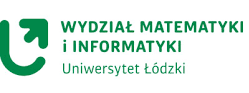 WYDZIAŁ MATEMATYKI
i INFORMATYKI
Uniwersytet Łódzki